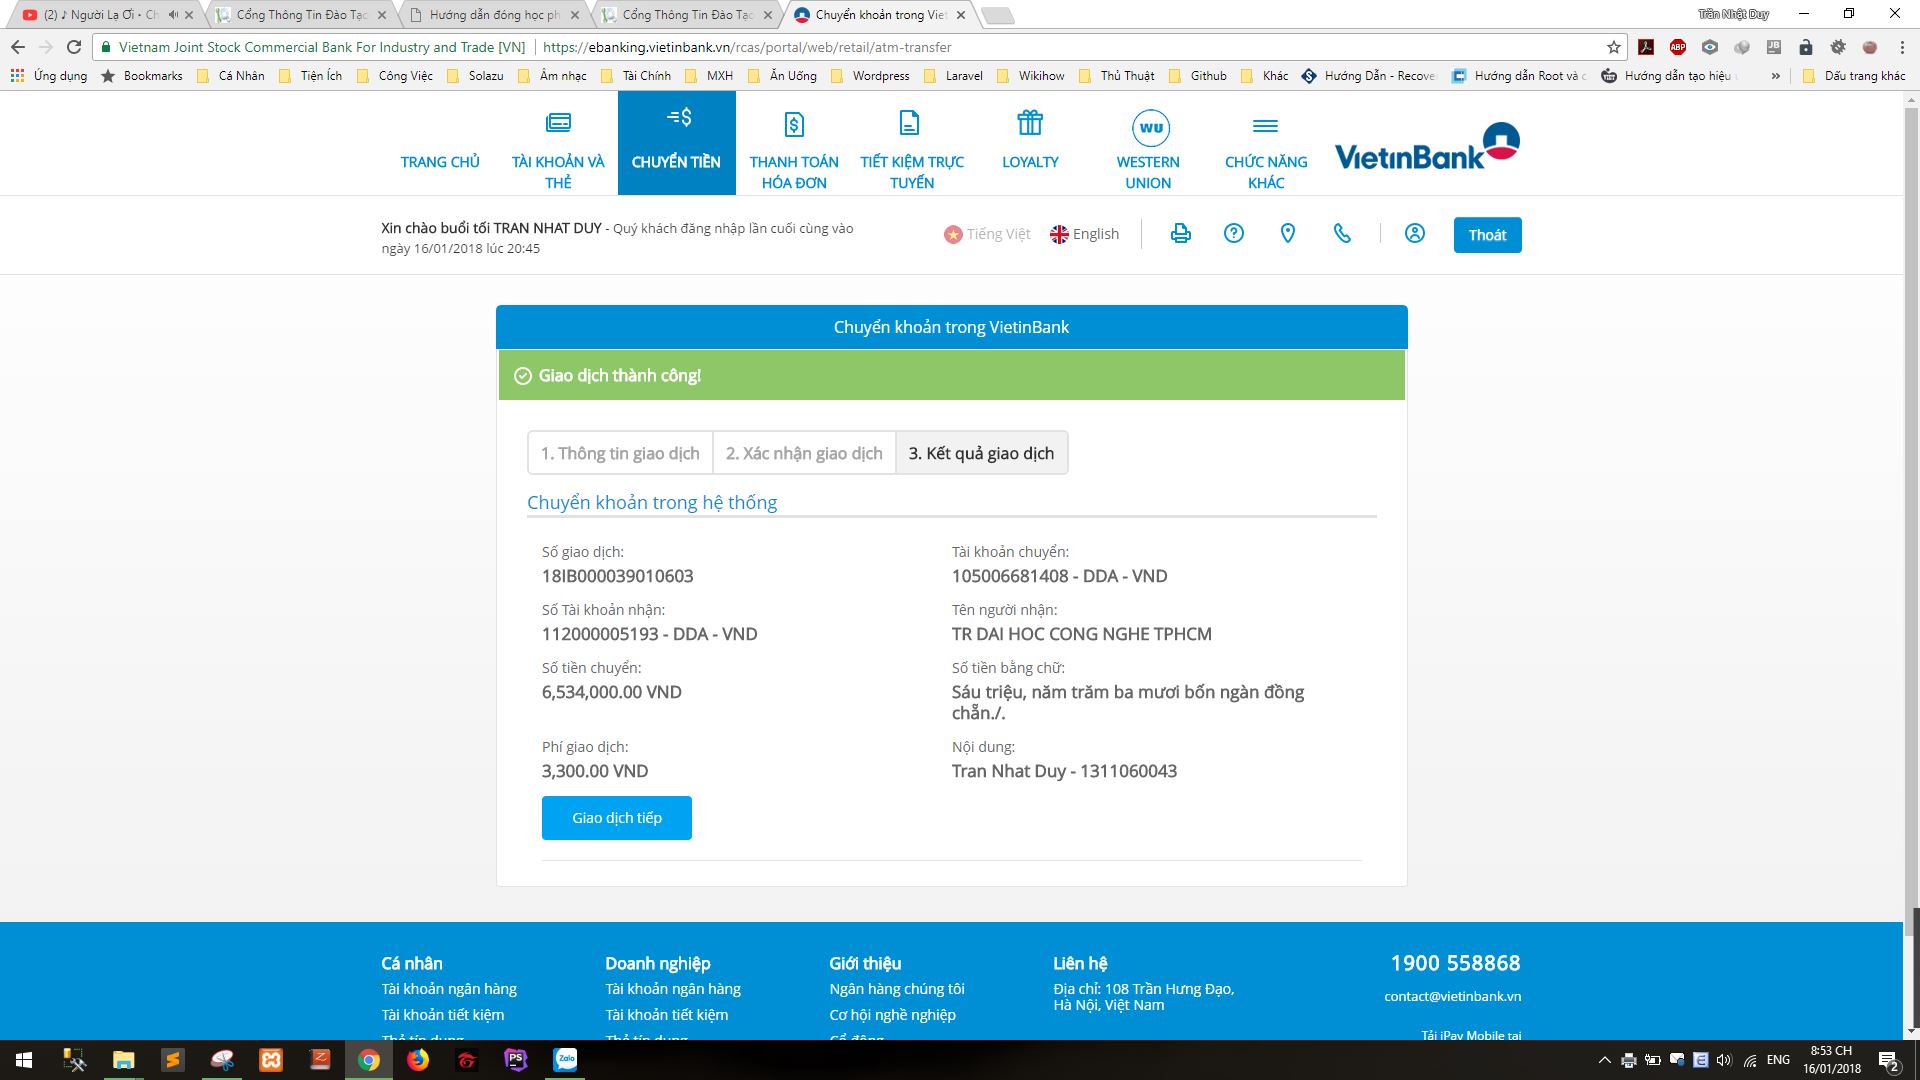 (2) ♪ Người Lạ Ơi - Ch
Cổng Thông Tin Đào Tạo
Hướng dẫn đóng học ph
Cổng Thông Tin Đào Tạo
Chuyển khoản trong Viet
Trần Nhật Duy
Vietnam Joint Stock Commercial Bank For Industry and Trade [VN]
https://ebanking.vietinbank.vn/rcas/portal/web/retail/atm-transfer
ABP
JB
Ứng dụng
Bookmarks
Cá Nhân
Tiện Ích
Công Việc
Solazu
Âm nhạc
Tài Chính
MXH
Ăn Uống
Wordpress
Laravel
Wikihow
Thủ Thuật
Github
Khác
Hướng Dẫn - Recove
Hướng dẫn Root và c
Hướng dẫn tạo hiệu
»
Dấu trang khác
TRANG CHỦ
TÀI KHOẢN VÀ
THẺ
CHUYỂN TIỀN
THANH TOÁN
HÓA ĐƠN
TIẾT KIỆM TRỰC
TUYẾN
LOYALTY
WU
WESTERN
UNION
CHỨC NĂNG
KHÁC
VietinBank
Xin chào buổi tối TRAN NHAT DUY - Quý khách đăng nhập lần cuối cùng vào
ngày 16/01/2018 lúc 20:45
Tiếng Việt
English
Thoát
Chuyển khoản trong VietinBank
Giao dịch thành công!
1. Thông tin giao dịch
2. Xác nhận giao dịch
3. Kết quả giao dịch
Chuyển khoản trong hệ thống
Số giao dịch:
18IB000039010603
Tài khoản chuyển:
105006681408 - DDA - VND
Số Tài khoản nhận:
112000005193 - DDA - VND
Tên người nhận:
TR DAI HOC CONG NGHE TPHCM
Số tiền chuyển:
6,534,000.00 VND
Số tiền bằng chữ:
Sáu triệu, năm trăm ba mươi bốn ngàn đồng
chẵn./.
Phí giao dịch:
3,300.00 VND
Nội dung:
Tran Nhat Duy - 1311060043
Giao dịch tiếp
Cá nhân
Tài khoản ngân hàng
Tài khoản tiết kiệm
Thẻ tín dụng
Doanh nghiệp
Tài khoản ngân hàng
Tài khoản tiết kiệm
Thẻ tín dụng
Giới thiệu
Ngân hàng chúng tôi
Cơ hội nghề nghiệp
Cổ đông
Liên hệ
Địa chỉ: 108 Trần Hưng Đạo,
Hà Nội, Việt Nam
1900 558868
contact@vietinbank.vn
Tải iPay Mobile tại
PS
Zalo
ENG
8:53 CH
16/01/2018
2